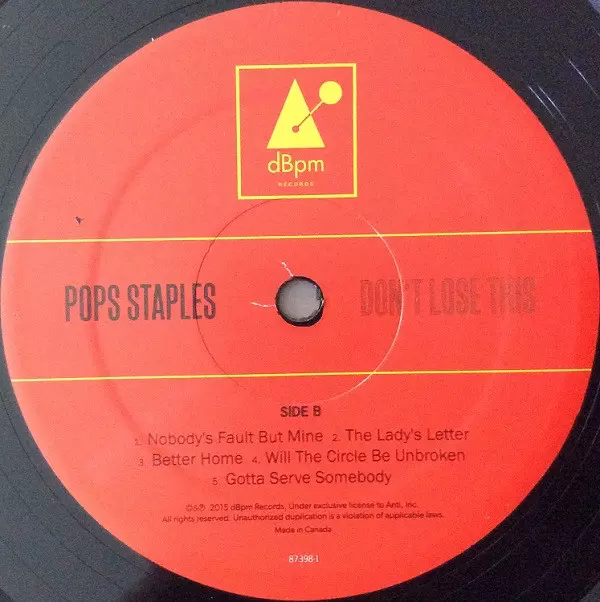 dBpm
RECORDS
POPS STAPLES
DON'T LOSE THIS
SIDE B
1. Nobody's Fault But Mine 2. The Lady's Letter
3. Better Home 4. Will The Circle Be Unbroken
5. Gotta Serve Somebody
©&℗ 2015 dBpm Records, Under exclusive license to Anti, Inc.
All rights reserved. Unauthorized duplication is a violation of applicable laws.
Made in Canada
87398-1